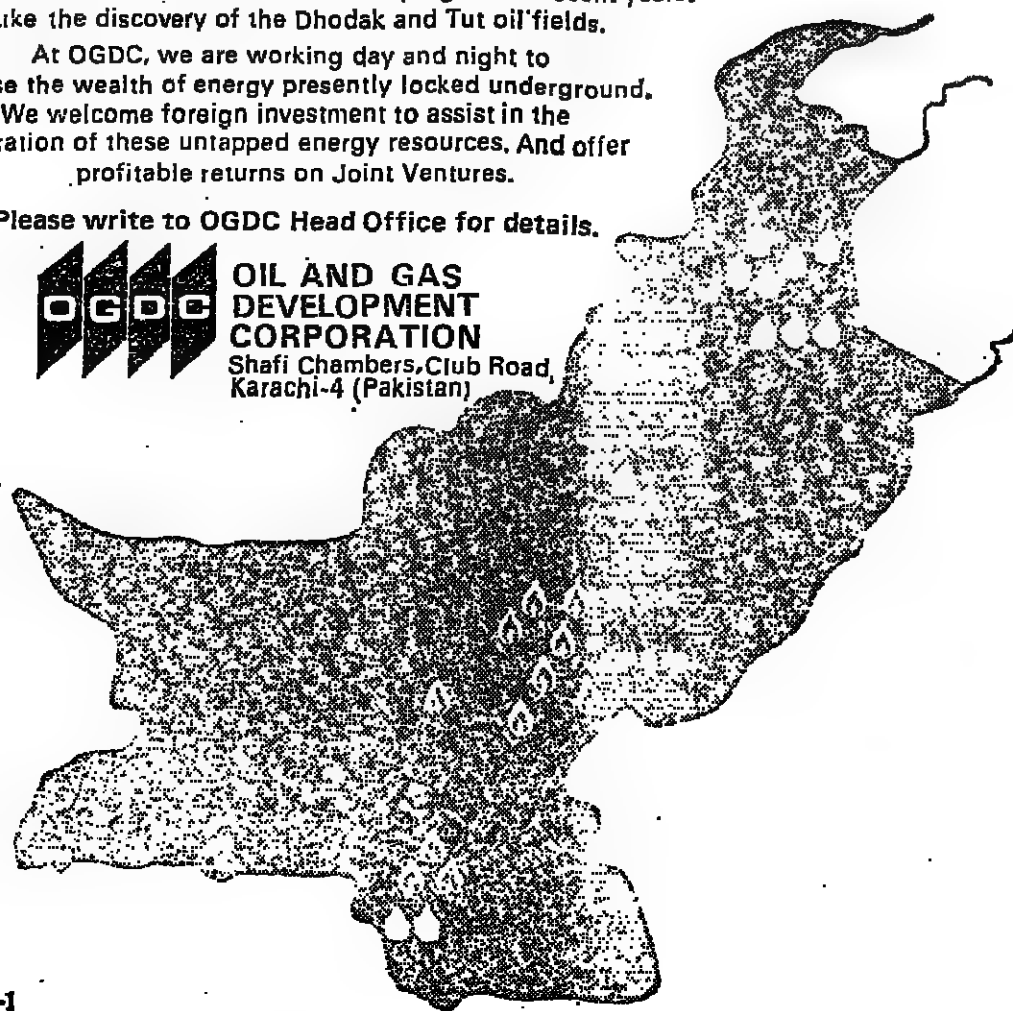 Like the discovery of the Dhodak and Tut oil fields.
At OGDC, we are working day and night to
the wealth of energy presently locked underground.
We welcome foreign investment to assist in the
of these untapped energy resources. And offer
profitable returns on Joint Ventures.
Please write to OGDC Head Office for details.
OGDC
OIL AND GAS
DEVELOPMENT
CORPORATION
Shafi Chambers, Club Road,
Karachi-4 (Pakistan)